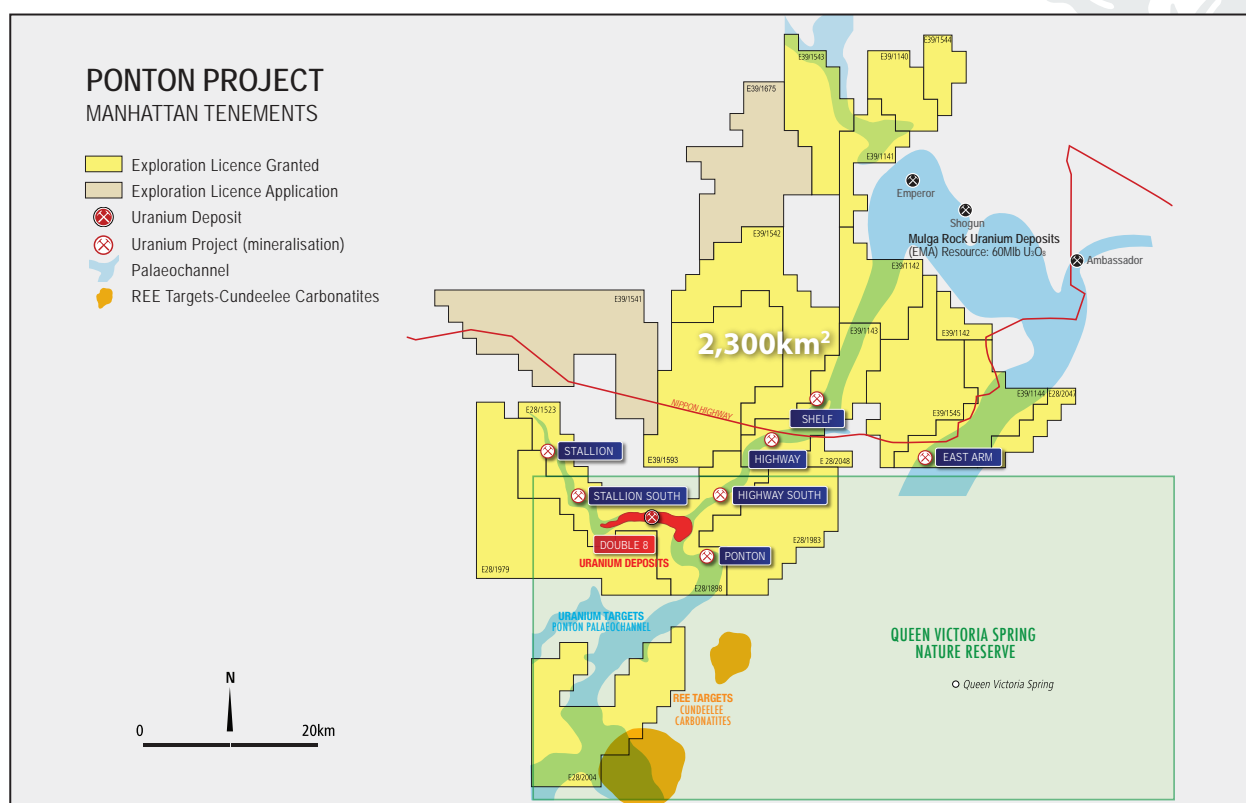 PONTON PROJECT
MANHATTAN TENEMENTS
Exploration Licence Granted
Exploration Licence Application
Uranium Deposit
Uranium Project (mineralisation)
Palaeochannel
REE Targets-Cundeelee Carbonatites
E39/1544
E39/1543
E39/1140
E39/1675
E39/1141
Emperor
Shogun
Mulga Rock Uranium Deposits
(EMA) Resource: 60Mlb U₃O₈
Ambassador
E39/1542
E39/1142
E39/1541
E39/1143
E39/1142
2,300km²
NIPPON HIGHWAY
E39/1144
E28/2047
E28/1523
SHELF
E39/1545
STALLION
E39/1593
HIGHWAY
E 28/2048
EAST ARM
STALLION SOUTH
HIGHWAY SOUTH
DOUBLE 8
URANIUM DEPOSITS
PONTON
E28/1983
E28/1979
E28/1898
URANIUM TARGETS
PONTON PALAEOCHANNEL
QUEEN VICTORIA SPRING
NATURE RESERVE
Queen Victoria Spring
REE TARGETS
CUNDEELEE
CARBONATITES
E28/2004
N
0
20km